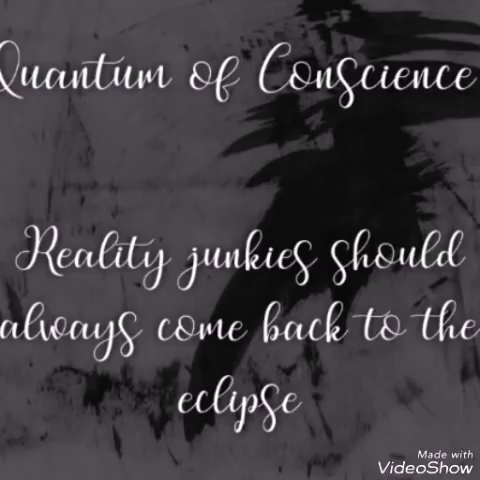 Quantum of Conscience
Reality junkies should
always come back to the
eclipse
Made with
VideoShow